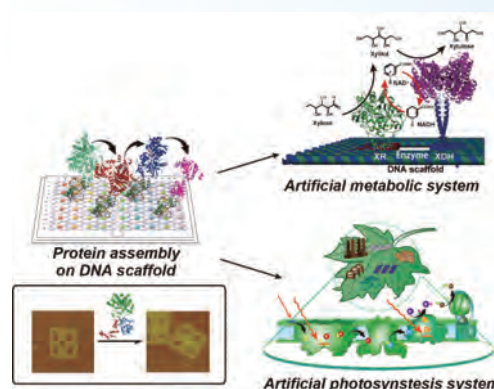 Xylitol
Xylulose
NAD⁺
Xylose
NADH
XR
Enzyme
XDH
DNA scaffold
Artificial metabolic system
Protein assembly
on DNA scaffold
Artificial photosynstesis system